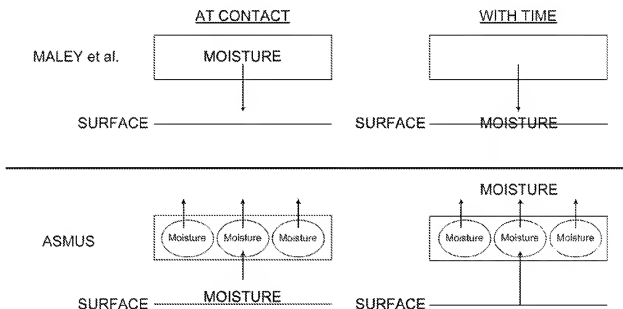 AT CONTACT WITH TIME
MALEY et al. MOISTURE
SURFACE SURFACE MOISTURE
MOISTURE
ASMUS Moisture Moisture Moisture Moisture Moisture Moisture
MOISTURE
SURFACE SURFACE